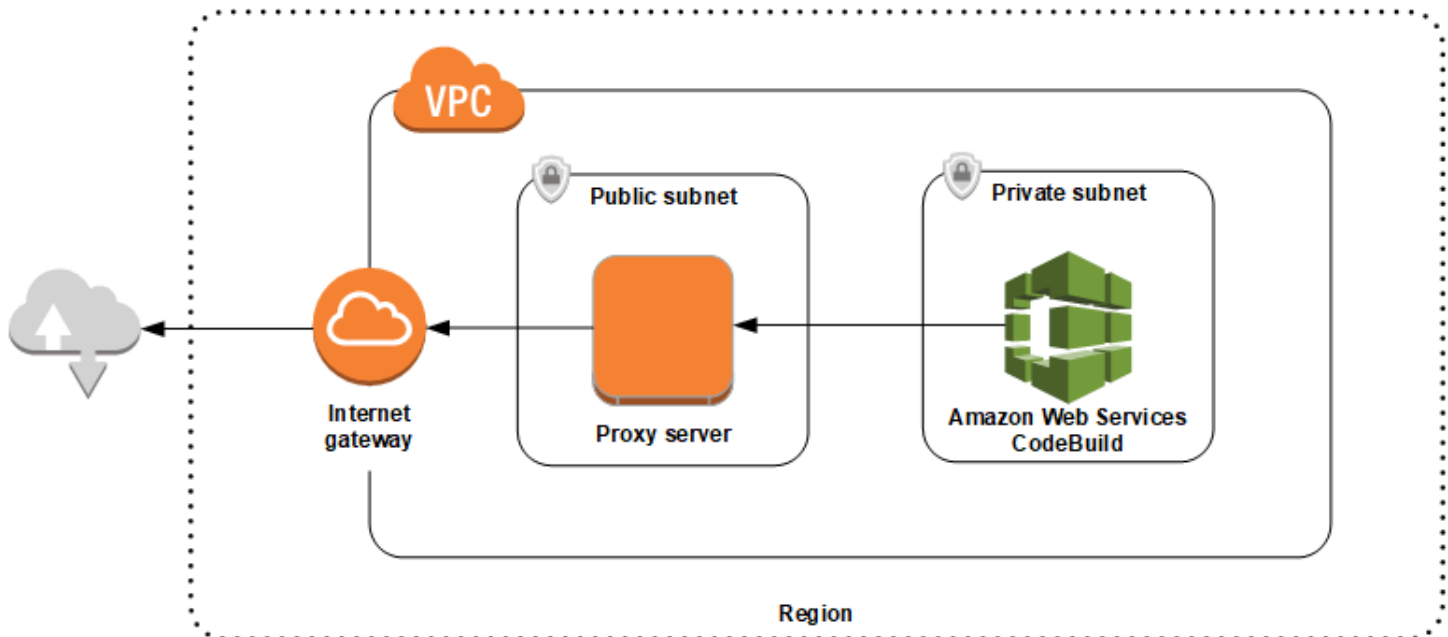 VPC
Public subnet
Private subnet
Internet
gateway
Proxy server
Amazon Web Services
CodeBuild
Region